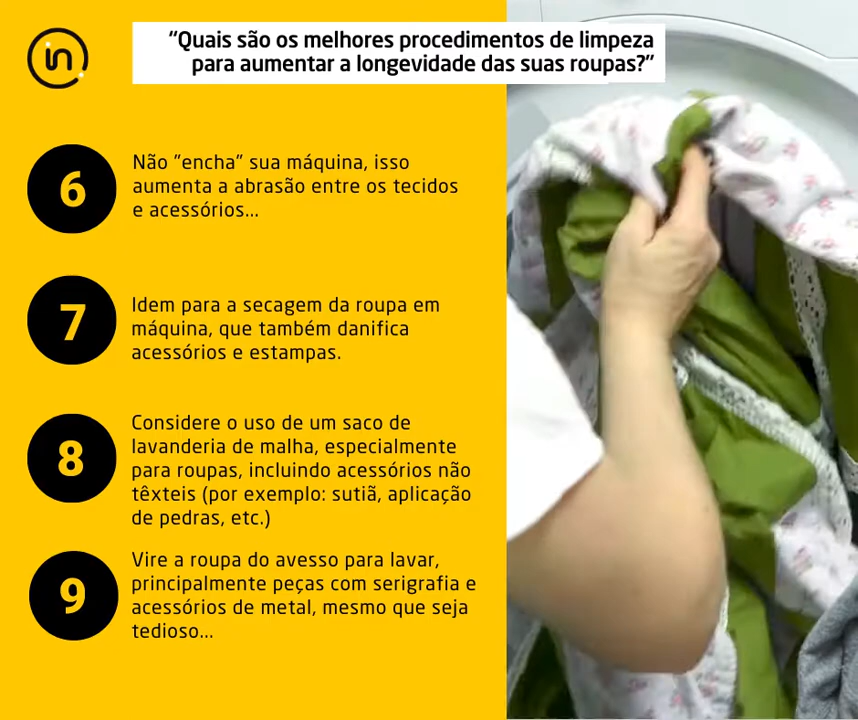 in
"Quais são os melhores procedimentos de limpeza
para aumentar a longevidade das suas roupas?"
6
Não "encha" sua máquina, isso
aumenta a abrasão entre os tecidos
e acessórios...
7
Idem para a secagem da roupa em
máquina, que também danifica
acessórios e estampas.
8
Considere o uso de um saco de
lavanderia de malha, especialmente
para roupas, incluindo acessórios não
têxteis (por exemplo: sutiã, aplicação
de pedras, etc.)
9
Vire a roupa do avesso para lavar,
principalmente peças com serigrafia e
acessórios de metal, mesmo que seja
tedioso...